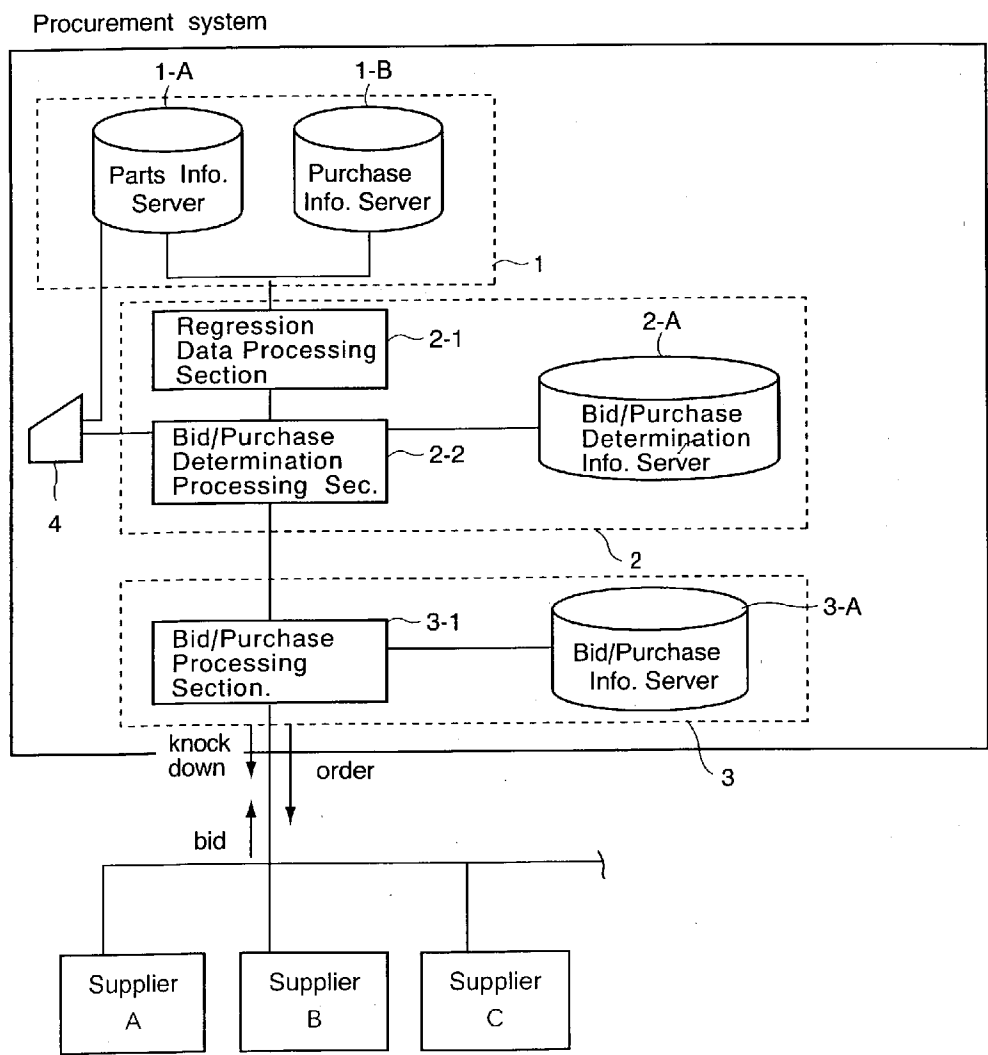 Procurement system
1-A
1-B
Parts Info.
Server
Purchase
Info. Server
1
Regression
Data Processing
Section
2-1
2-A
Bid/Purchase
Determination
Info. Server
Bid/Purchase
Determination
Processing Sec.
2-2
4
2
3-A
3-1
Bid/Purchase
Processing
Section.
Bid/Purchase
Info. Server
knock
down
order
3
bid
Supplier
A
Supplier
B
Supplier
C